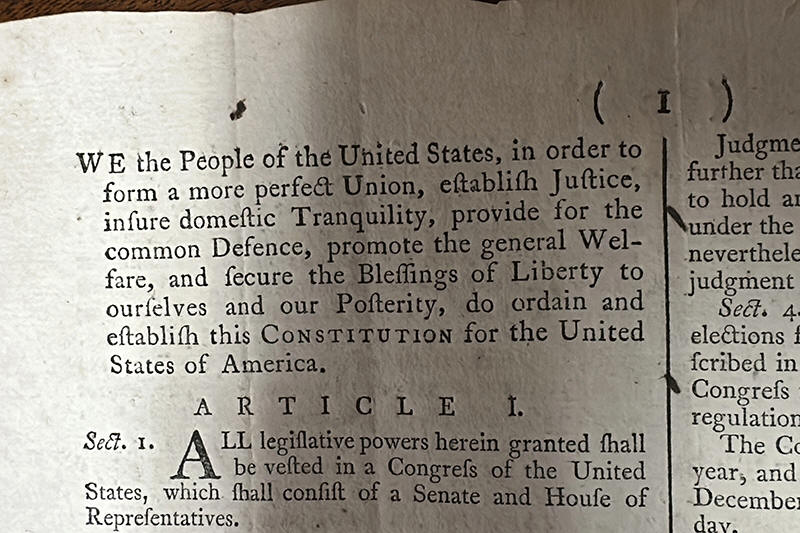 ( 1 )
WE the People of the United States, in order to
form a more perfect Union, eſtabliſh Juſtice,
inſure domeſtic Tranquility, provide for the
common Defence, promote the general Wel-
fare, and ſecure the Bleſſings of Liberty to
ourſelves and our Poſterity, do ordain and
eſtabliſh this CONSTITUTION for the United
States of America.
ARTICLE I.
Sect. 1. ALL legiſlative powers herein granted ſhall
be veſted in a Congreſs of the United
States, which ſhall conſiſt of a Senate and Houſe of
Repreſentatives.
further
to hold
under the
judgment
Sect. 4.
elections
ſcribed in
Congreſs
The
year, and
December
day.